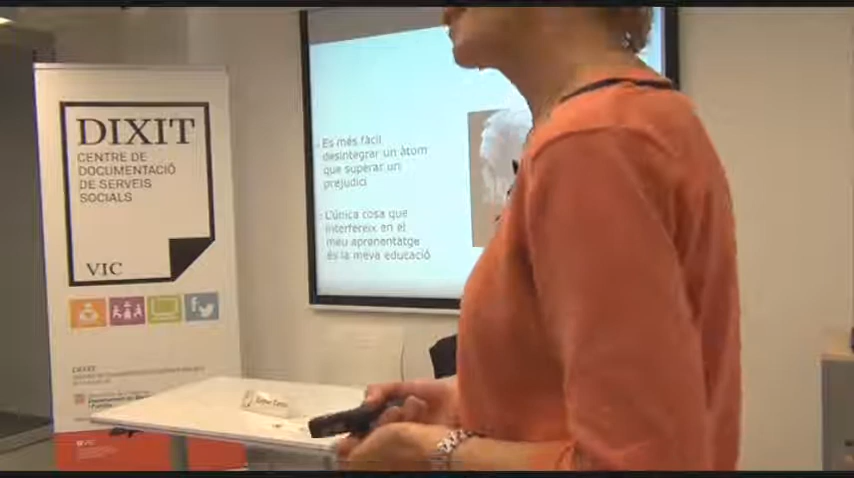 DIXIT
CENTRE DE
DOCUMENTACIÓ
DE SERVEIS
SOCIALS
VIC
Es més fàcil
desintegrar un àtom
que superar un
prejudici
L'única cosa que
interfereix en el
meu aprenentatge
és la meva educació
DIXIT